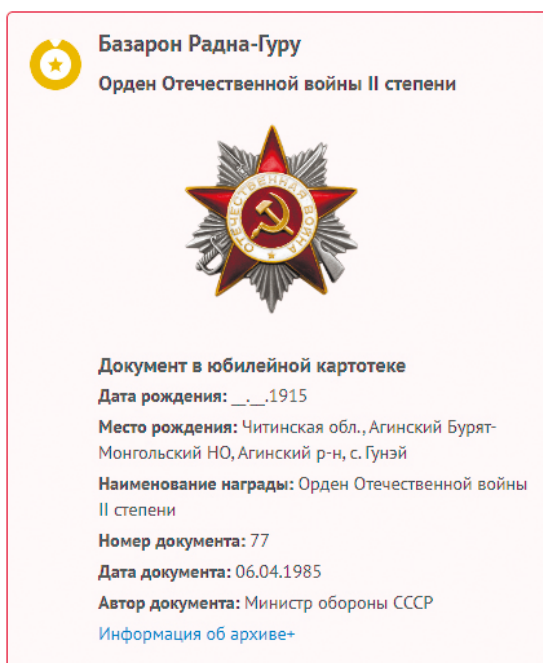 Базарон Радна-Гуру
Орден Отечественной войны II степени
ОТЕЧЕСТВЕННАЯ ВОЙНА
Документ в юбилейной картотеке
Дата рождения: __.__.1915
Место рождения: Читинская обл., Агинский Бурят-
Монгольский НО, Агинский р-н, с. Гунэй
Наименование награды: Орден Отечественной войны
II степени
Номер документа: 77
Дата документа: 06.04.1985
Автор документа: Министр обороны СССР
Информация об архиве+